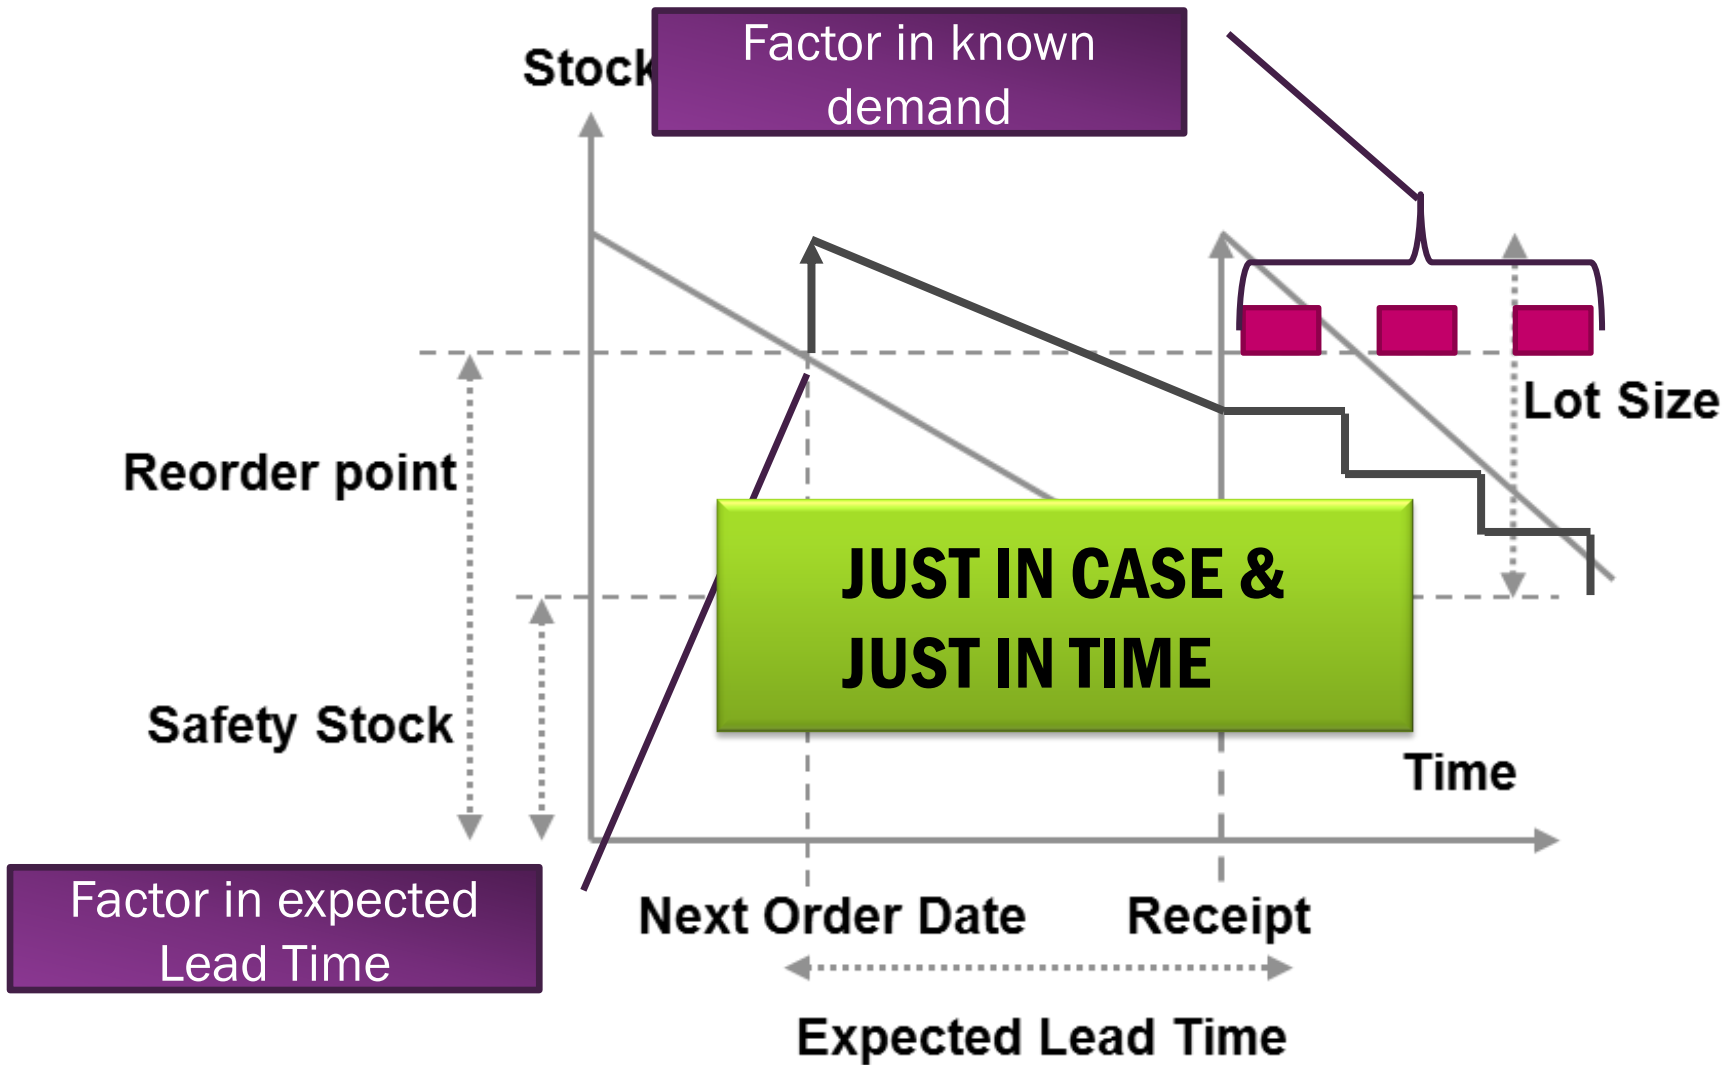 Factor in known
demand
Stock
Lot Size
Reorder point
JUST IN CASE &
JUST IN TIME
Safety Stock
Time
Factor in expected
Lead Time
Next Order Date
Receipt
Expected Lead Time